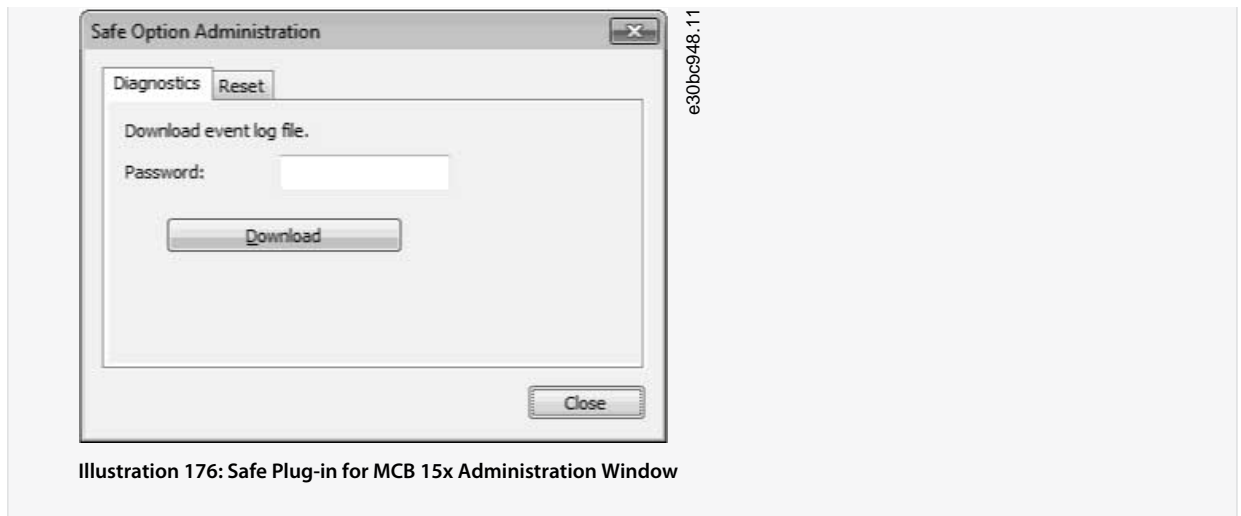 Safe Option Administration
Diagnostics Reset
Download event log file.
Password:
Download
Close
e30bc948.11
Illustration 176: Safe Plug-in for MCB 15x Administration Window